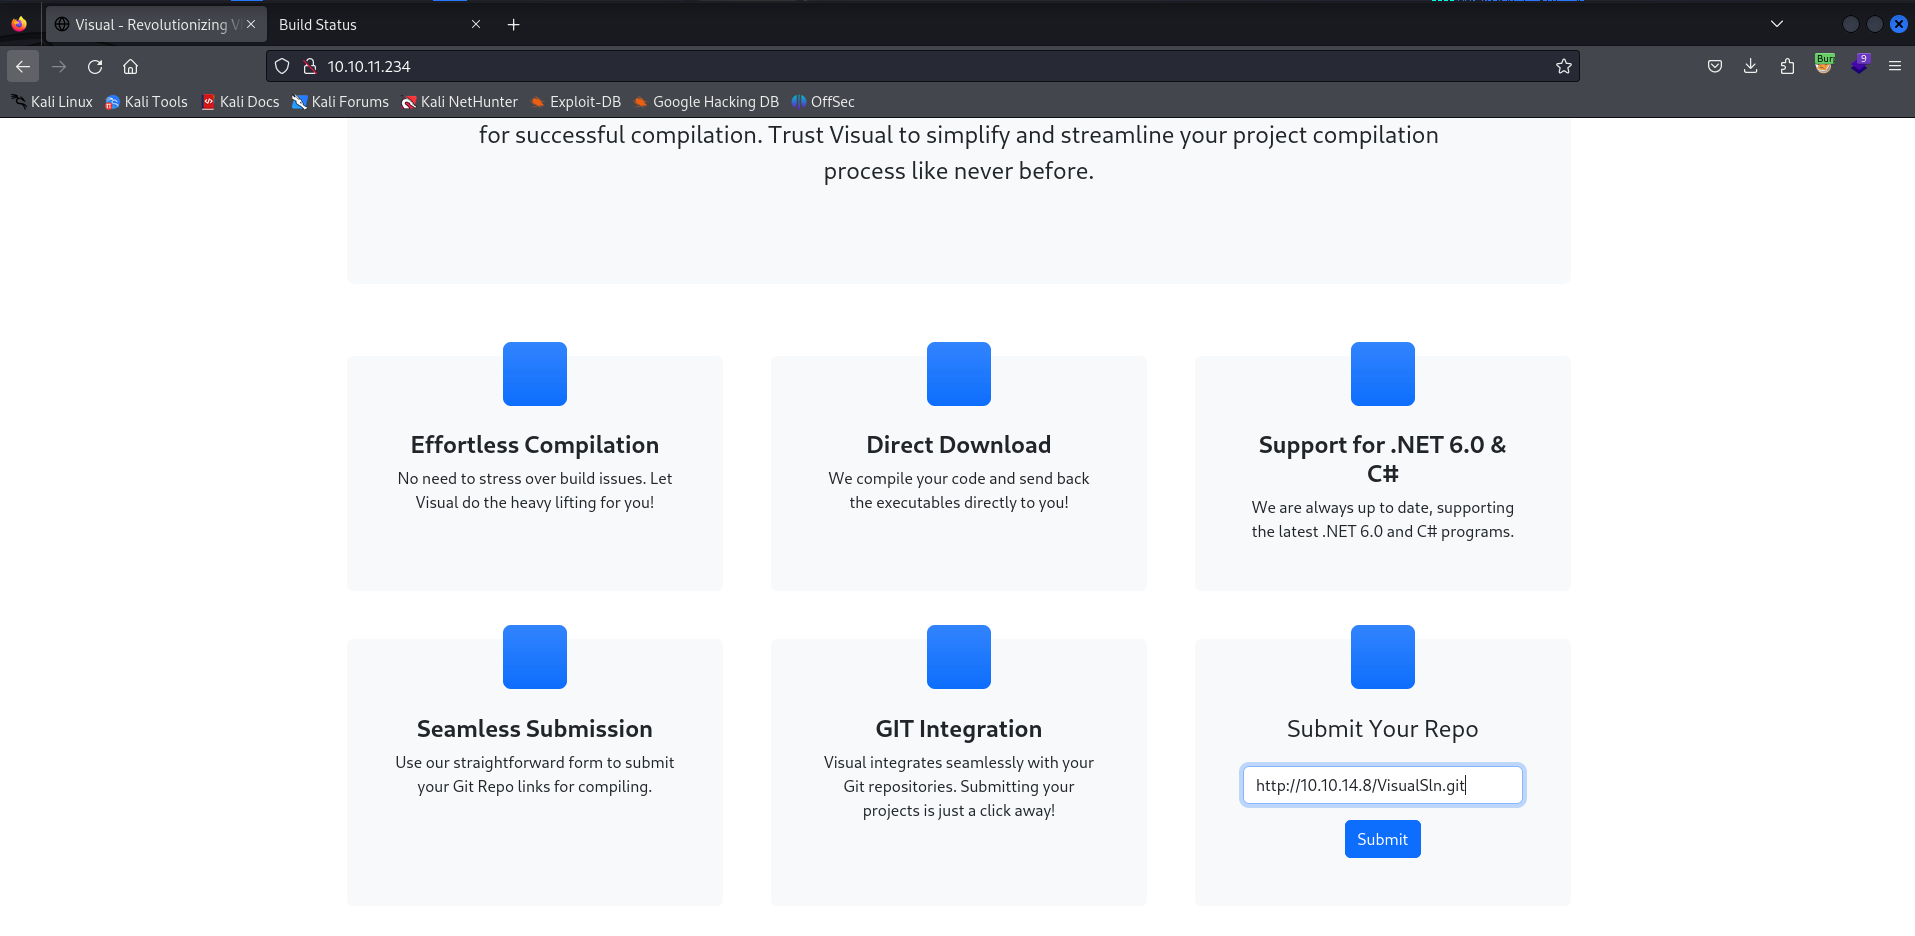 Visual - Revolutionizing V
Build Status
10.10.11.234
Burr
9
Kali Linux
Kali Tools
Kali Docs
Kali Forums
Kali NetHunter
Exploit-DB
Google Hacking DB
OffSec
for successful compilation. Trust Visual to simplify and streamline your project compilation
process like never before.
Effortless Compilation
No need to stress over build issues. Let
Visual do the heavy lifting for you!
Direct Download
We compile your code and send back
the executables directly to you!
Support for .NET 6.0 &
C#
We are always up to date, supporting
the latest .NET 6.0 and C# programs.
Seamless Submission
Use our straightforward form to submit
your Git Repo links for compiling.
GIT Integration
Visual integrates seamlessly with your
Git repositories. Submitting your
projects is just a click away!
Submit Your Repo
http://10.10.14.8/VisualSln.git
Submit